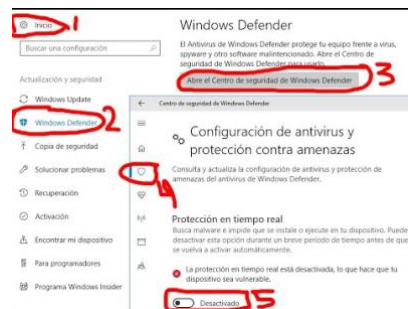 Inicio
1
Buscar una configuración
Actualización y seguridad
Windows Update
Windows Defender
2
Copia de seguridad
Solucionar problemas
Recuperación
Activación
Encontrar mi dispositivo
Para programadores
Programa Windows Insider
Windows Defender
El Antivirus de Windows Defender protege tu equipo frente a virus,
spyware y otro software malintencionado. Abre el Centro de
seguridad de Windows Defender para usarlo.
Abre el Centro de seguridad de Windows Defender
3
Centro de seguridad de Windows Defender
Configuración de antivirus y
protección contra amenazas
Consulta y actualiza la configuración de antivirus y protección de
amenazas del antivirus de Windows Defender.
4
Protección en tiempo real
Busca malware e impide que se instale o ejecute en tu dispositivo. Puede
desactivar esta opción durante un breve período de tiempo antes de que
se vuelva a activar automáticamente.
La protección en tiempo real está desactivada, lo que hace que tu
dispositivo sea vulnerable.
Desactivado
5